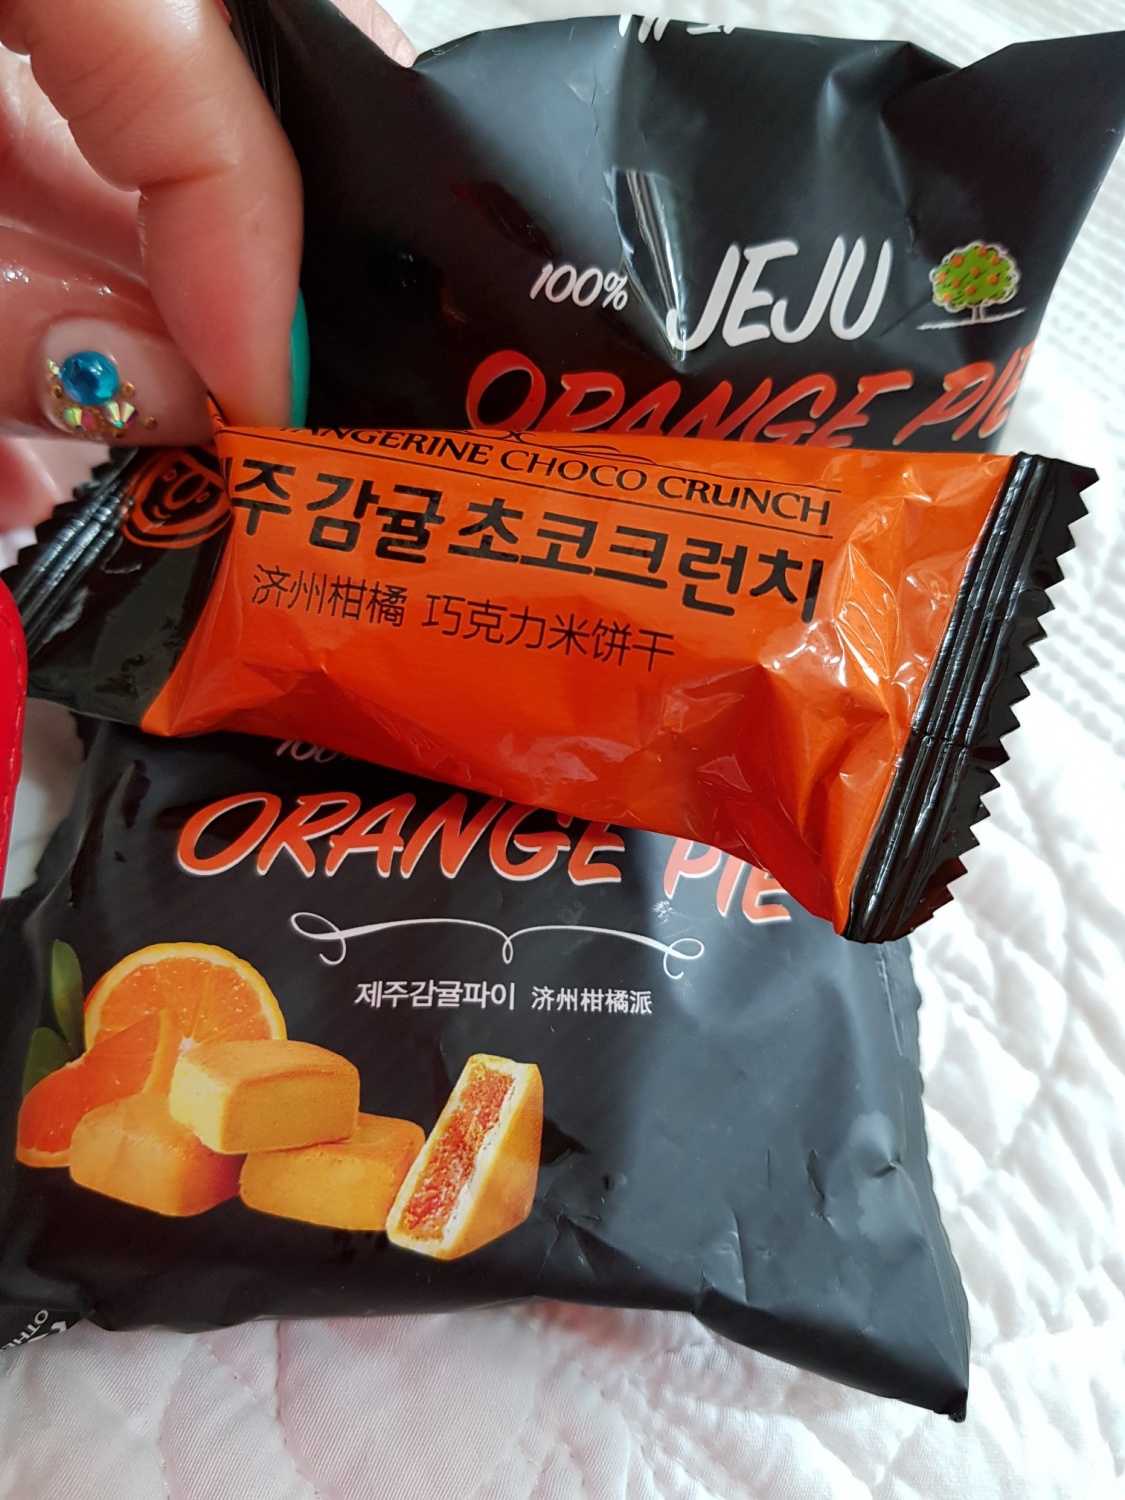 100% JEJU
ORANGE PIE
TANGERINE CHOCO CRUNCH
주 감귤 초코크런치
济州柑橘 巧克力米饼干
100%
ORANGE PIE
제주감귤파이 济州柑橘派